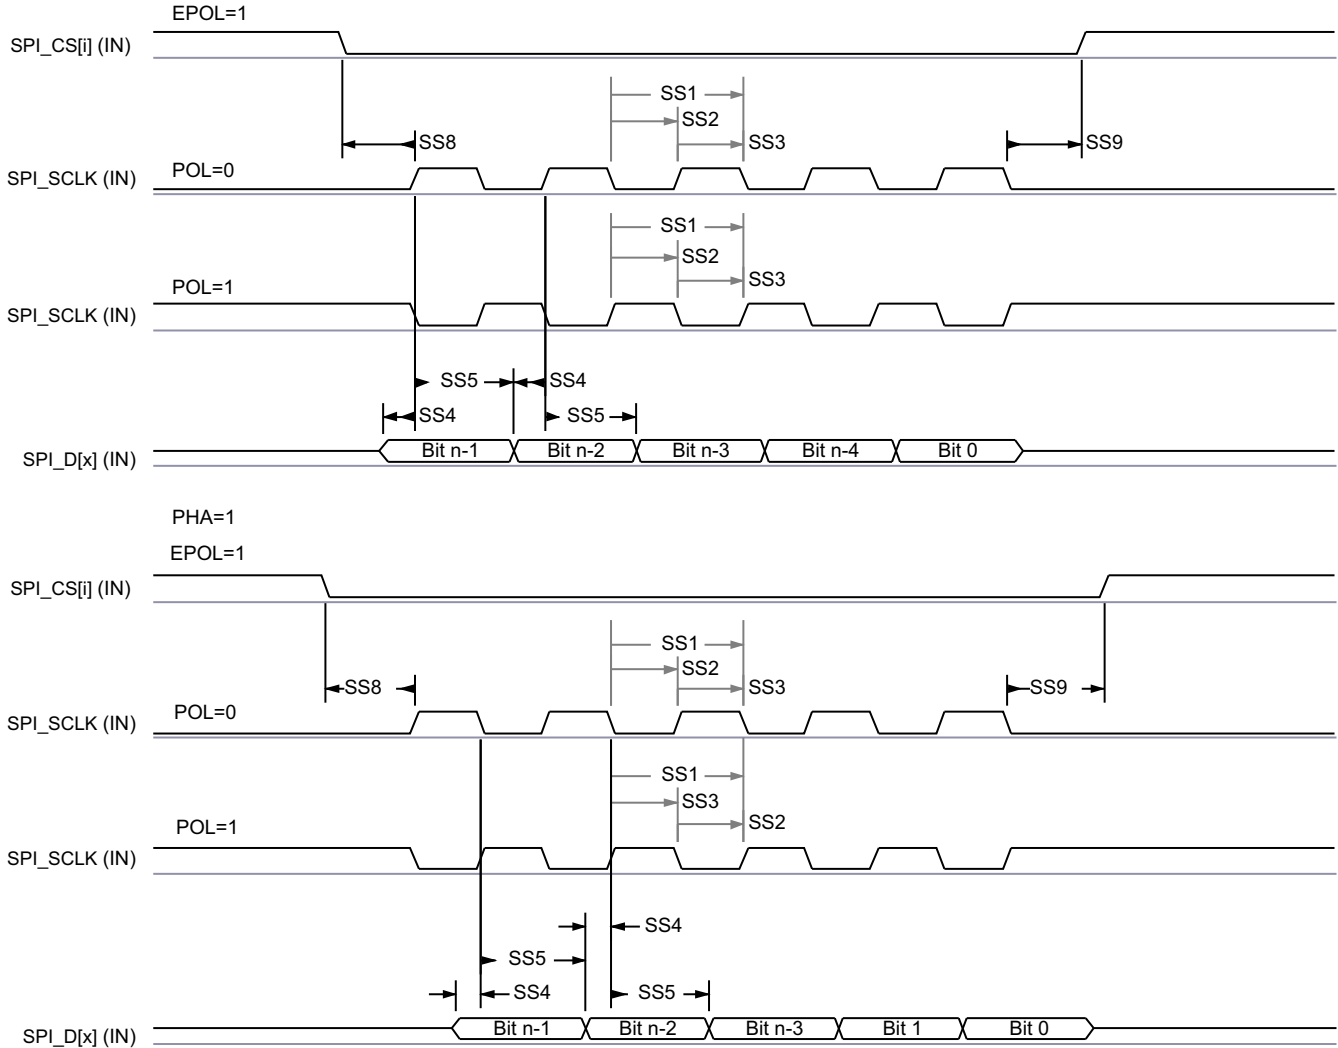 EPOL=1
SPI_CS[i] (IN)
SS1
SS2
SS8
SS3
SS9
POL=0
SPI_SCLK (IN)
SS1
SS2
SS3
POL=1
SPI_SCLK (IN)
SS5
SS4
SS4
SS5
SPI_D[x] (IN)
Bit n-1
Bit n-2
Bit n-3
Bit n-4
Bit 0
PHA=1
EPOL=1
SPI_CS[i] (IN)
SS1
SS2
SS8
SS3
SS9
POL=0
SPI_SCLK (IN)
SS1
SS3
SS2
POL=1
SPI_SCLK (IN)
SS4
SS5
SS4
SS5
SPI_D[x] (IN)
Bit n-1
Bit n-2
Bit n-3
Bit 1
Bit 0